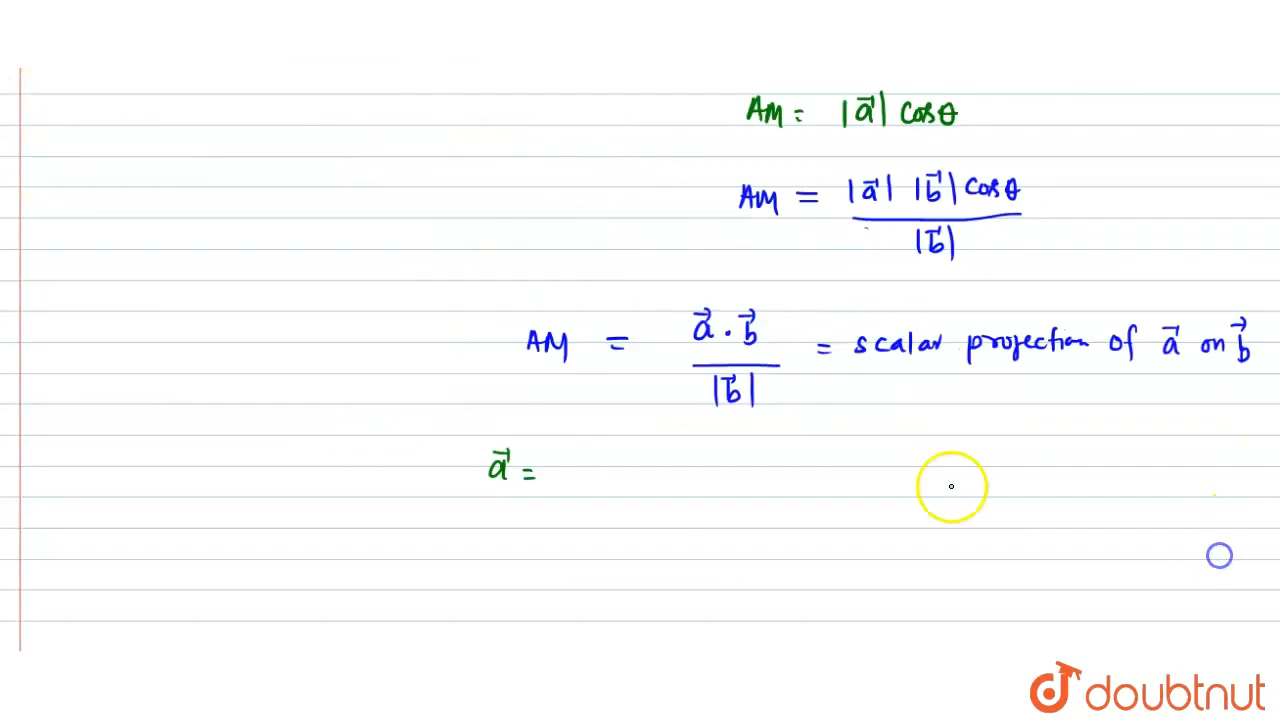 AM = |a⃗| cosθ
AM = |a⃗| |b⃗| cosθ
|b⃗|
AM = a⃗ · b⃗ = scalar projection of a⃗ on b⃗
|b⃗|
a⃗ =
doubtnut